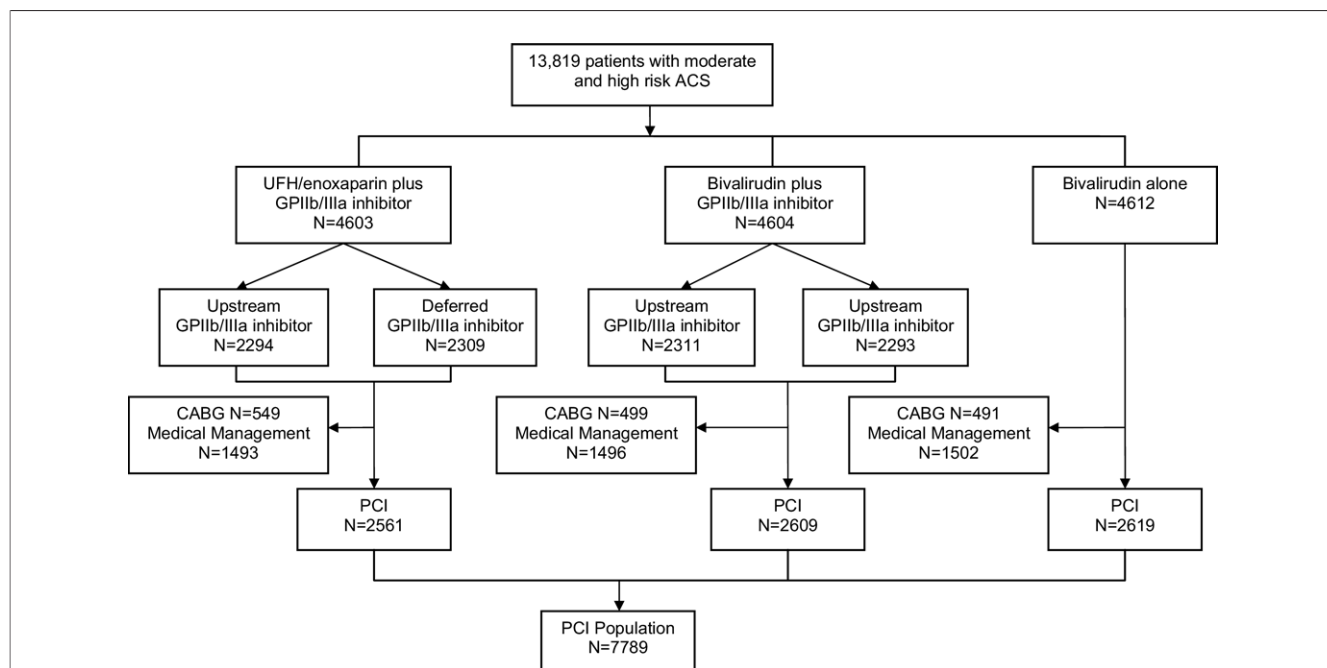 13,819 patients with moderate
and high risk ACS
UFH/enoxaparin plus
GPIIb/IIIa inhibitor
N=4603
Bivalirudin plus
GPIIb/IIIa inhibitor
N=4604
Bivalirudin alone
N=4612
Upstream
GPIIb/IIIa inhibitor
N=2294
Deferred
GPIIb/IIIa inhibitor
N=2309
Upstream
GPIIb/IIIa inhibitor
N=2311
Upstream
GPIIb/IIIa inhibitor
N=2293
CABG N=549
Medical Management
N=1493
CABG N=499
Medical Management
N=1496
CABG N=491
Medical Management
N=1502
PCI
N=2561
PCI
N=2609
PCI
N=2619
PCI Population
N=7789